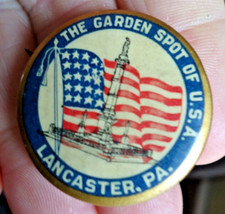 THE GARDEN SPOT OF U.S.A.
LANCASTER, PA.